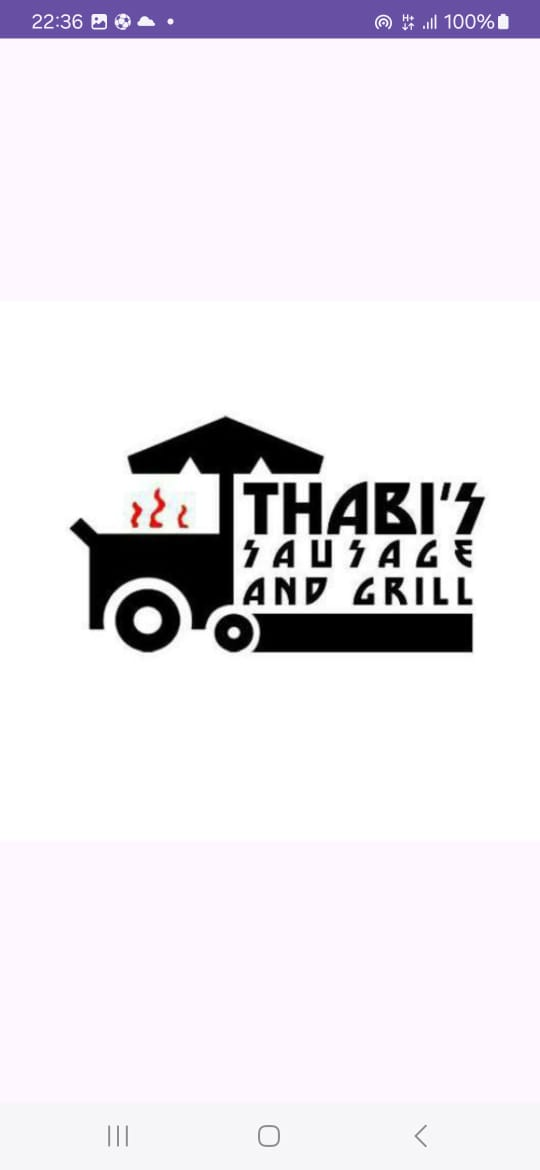 22:36
H+
100%
THABI'S
SAUSAGE
AND GRILL